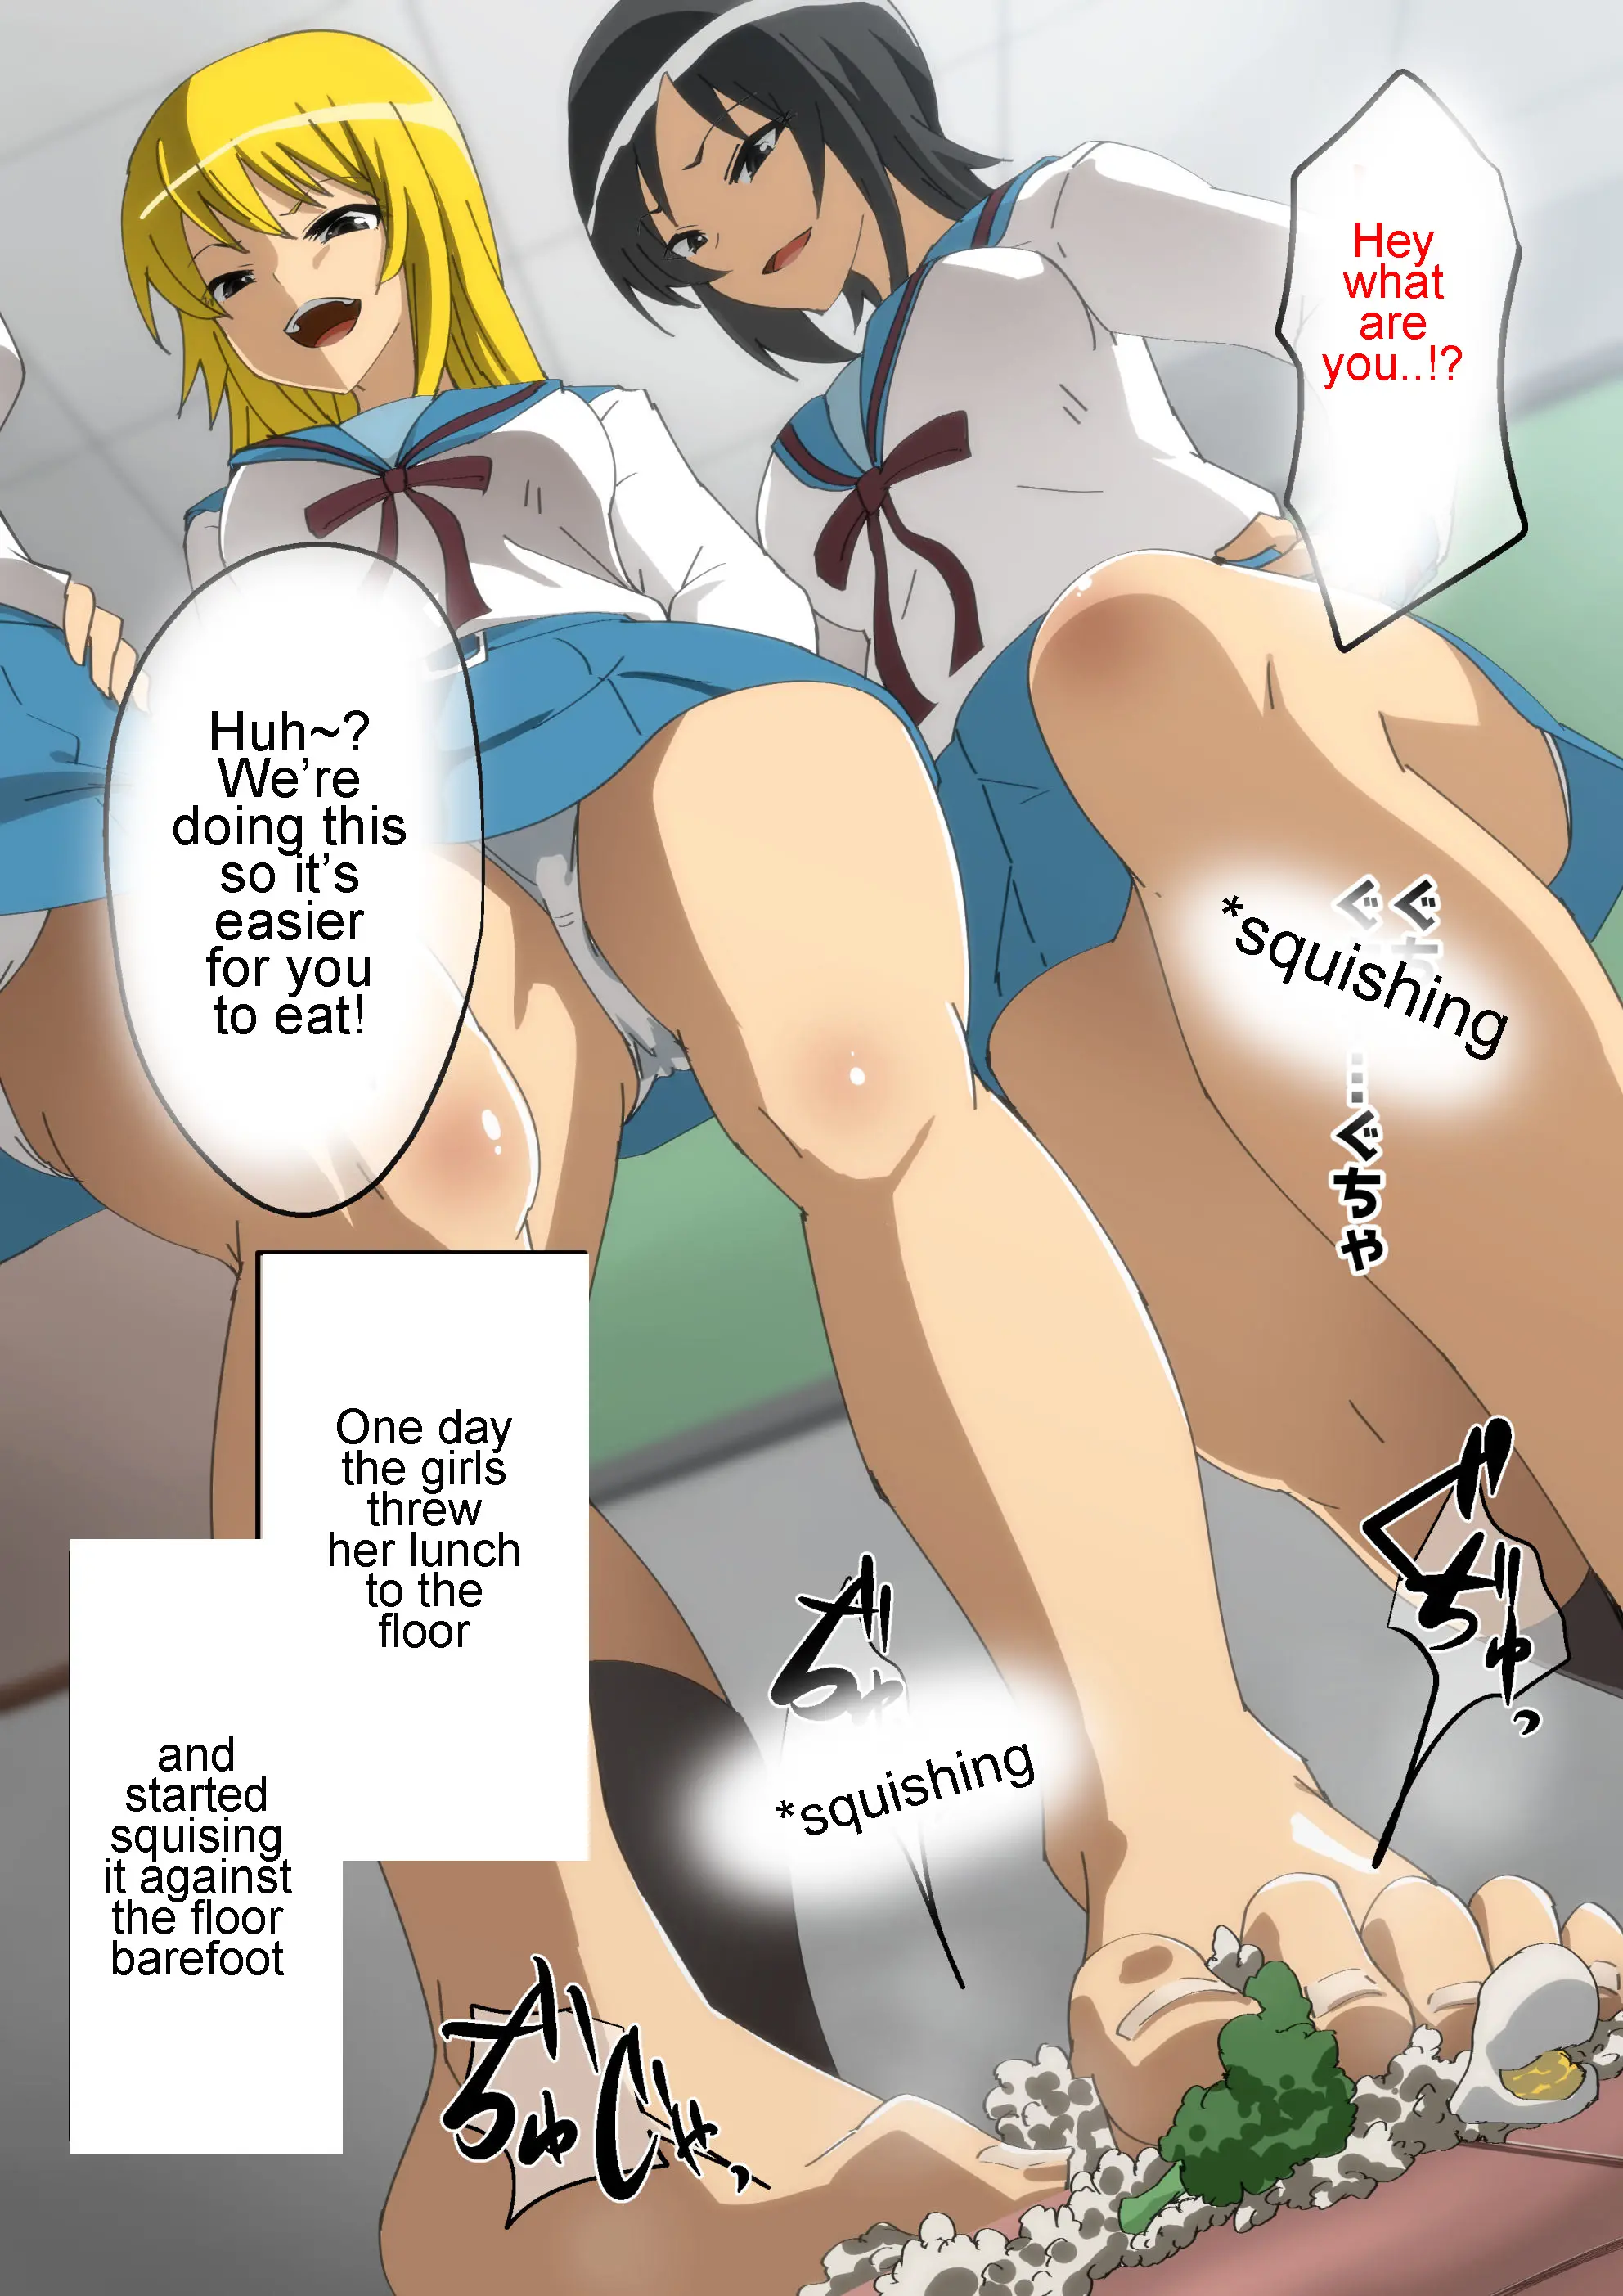 Hey
what
are
you..!?
Huh~?
We're
doing this
so it's
easier
for you
to eat!
*squishing
ぐちゃ
One day
the girls
threw
her lunch
to the
floor
*squishing
and
started
squising
it against
the floor
barefoot